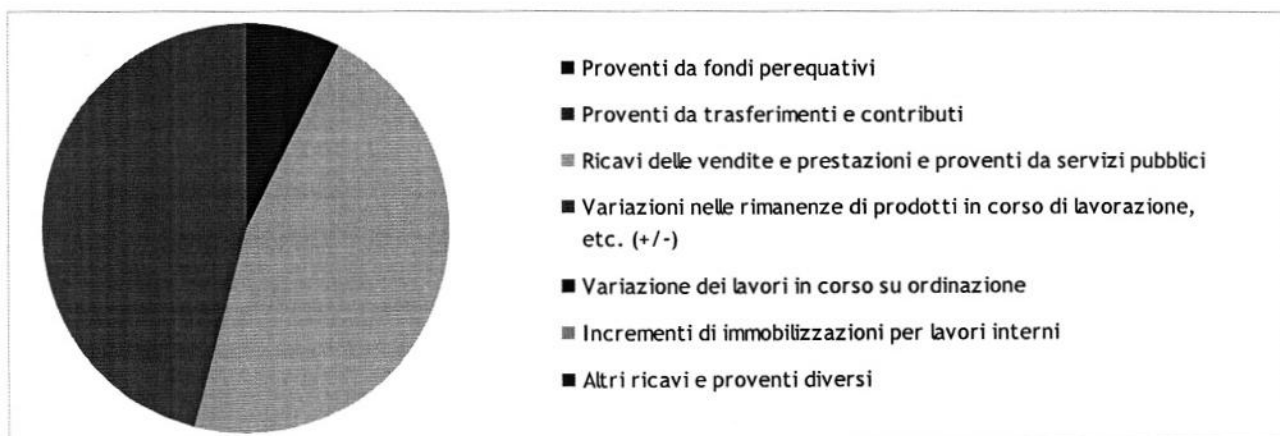 Proventi da fondi perequativi
Proventi da trasferimenti e contributi
Ricavi delle vendite e prestazioni e proventi da servizi pubblici
Variazioni nelle rimanenze di prodotti in corso di lavorazione,
etc. (+/-)
Variazione dei lavori in corso su ordinazione
Incrementi di immobilizzazioni per lavori interni
Altri ricavi e proventi diversi